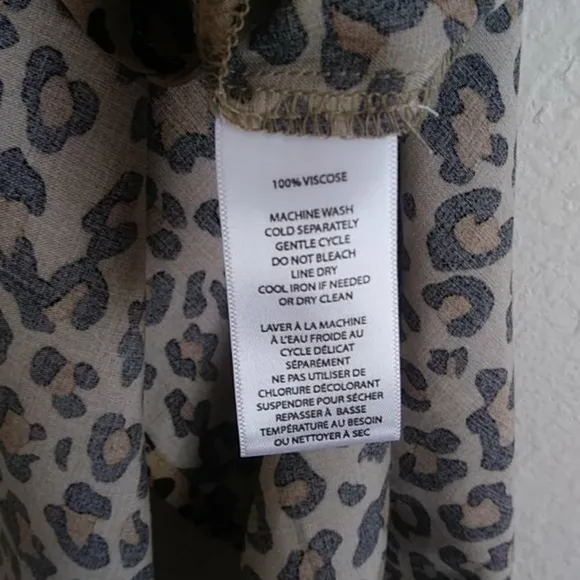 100% VISCOSE
MACHINE WASH
COLD SEPARATELY
GENTLE CYCLE
DO NOT BLEACH
LINE DRY
COOL IRON IF NEEDED
OR DRY CLEAN
LAVER À LA MACHINE
À L'EAU FROIDE AU
CYCLE DÉLICAT
SÉPARÉMENT
NE PAS UTILISER DE
CHLORURE DÉCOLORANT
SUSPENDRE POUR SÉCHER
REPASSER À BASSE
TEMPÉRATURE AU BESOIN
OU NETTOYER À SEC